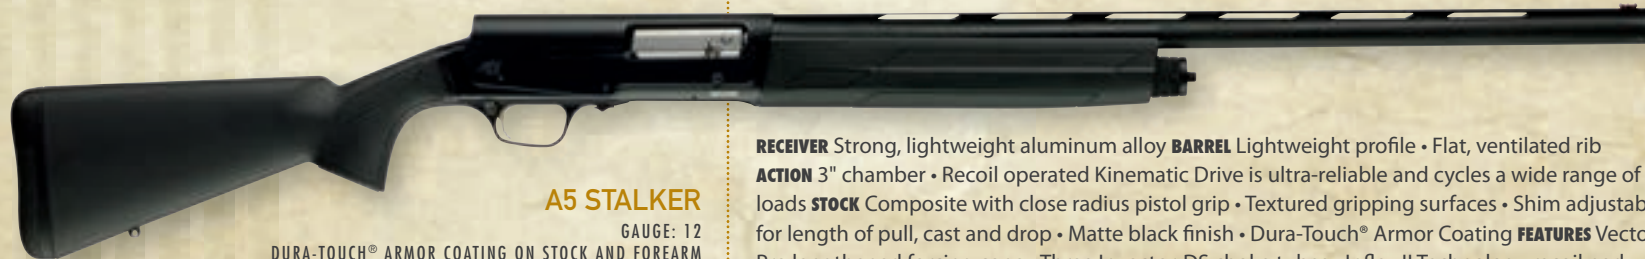 A5 STALKER
GAUGE: 12
DURA-TOUCH® ARMOR COATING ON STOCK AND FOREARM
RECEIVER Strong, lightweight aluminum alloy BARREL Lightweight profile • Flat, ventilated rib
ACTION 3" chamber • Recoil operated Kinematic Drive is ultra-reliable and cycles a wide range of
loads STOCK Composite with close radius pistol grip • Textured gripping surfaces • Shim
for length of pull, cast and drop • Matte black finish • Dura-Touch® Armor Coating FEATURES